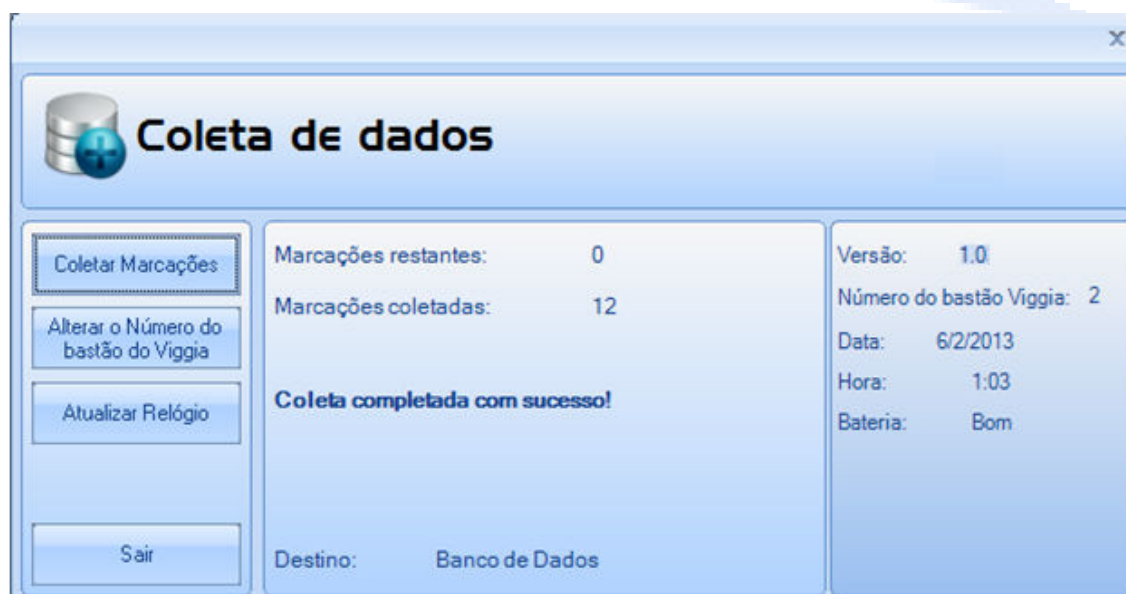 x
Coleta de dados
Coletar Marcações
Alterar o Número do
bastão do Viggia
Atualizar Relógio
Sair
Marcações restantes: 0
Marcações coletadas: 12
Coleta completada com sucesso!
Destino: Banco de Dados
Versão: 1.0
Número do bastão Viggia: 2
Data: 6/2/2013
Hora: 1:03
Bateria: Bom